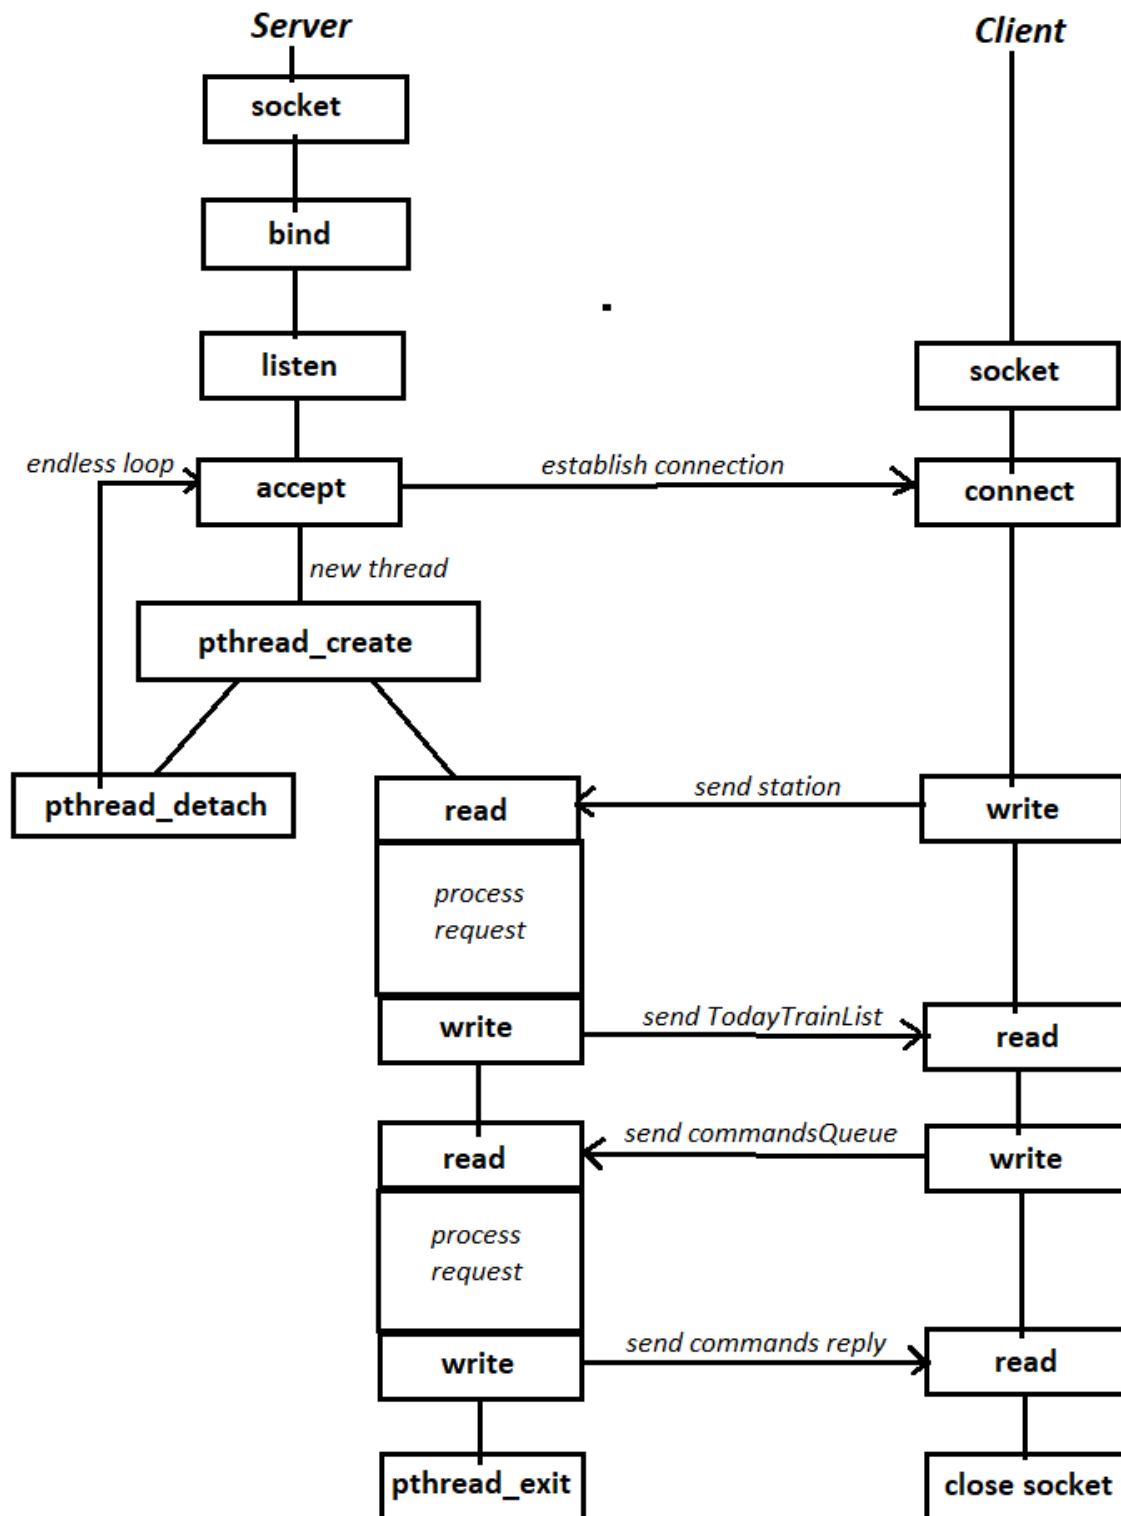 Server
Client
socket
bind
listen
socket
endless loop
accept
establish connection
connect
new thread
pthread_create
pthread_detach
read
send station
write
process
request
write
send TodayTrainList
read
read
send commandsQueue
write
process
request
write
send commands reply
read
pthread_exit
close socket